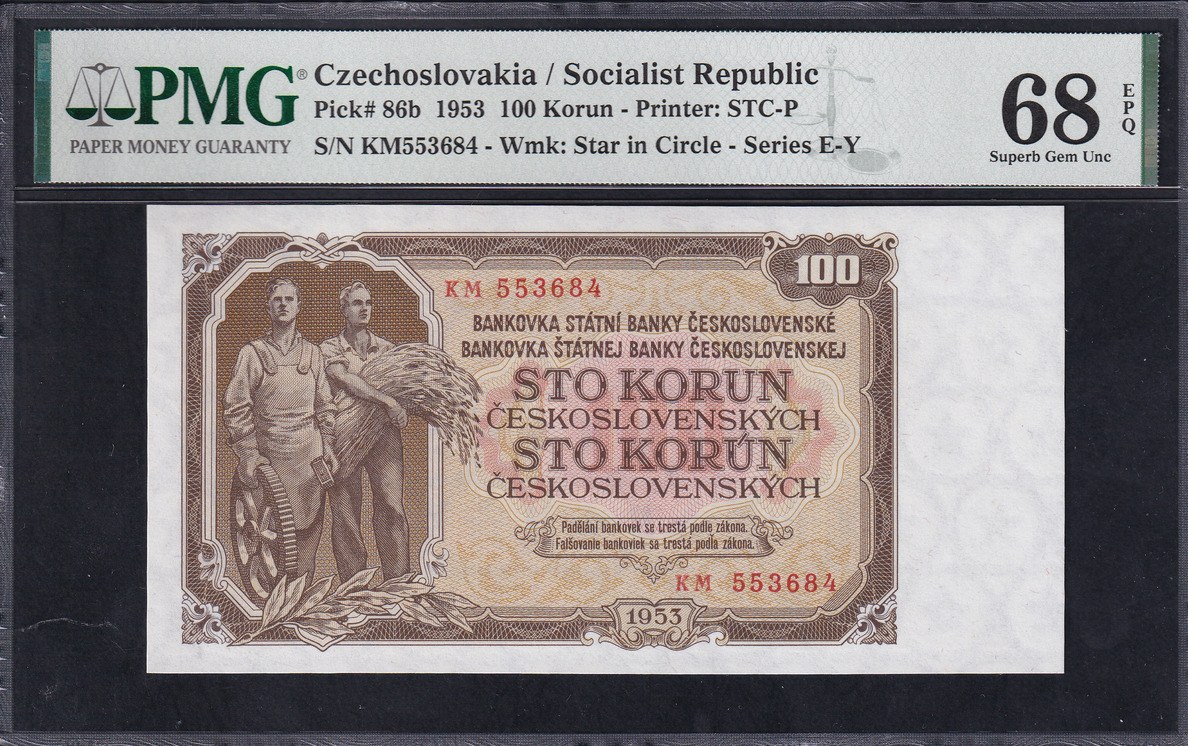 PMG®
PAPER MONEY GUARANTY
Czechoslovakia / Socialist Republic
Pick# 86b 1953 100 Korun - Printer: STC-P
S/N KM553684 - Wmk: Star in Circle - Series E-Y
68
EPQ
Superb Gem Unc
100
KM 553684
BANKOVKA STÁTNÍ BANKY ČESKOSLOVENSKÉ
BANKOVKA ŠTÁTNEJ BANKY ČESKOSLOVENSKEJ
STO KORUN
ČESKOSLOVENSKÝCH
STO KORÚN
ČESKOSLOVENSKÝCH
Padělání bankovek se trestá podle zákona.
Falšovanie bankoviek sa trestá podľa zákona.
KM 553684
1953